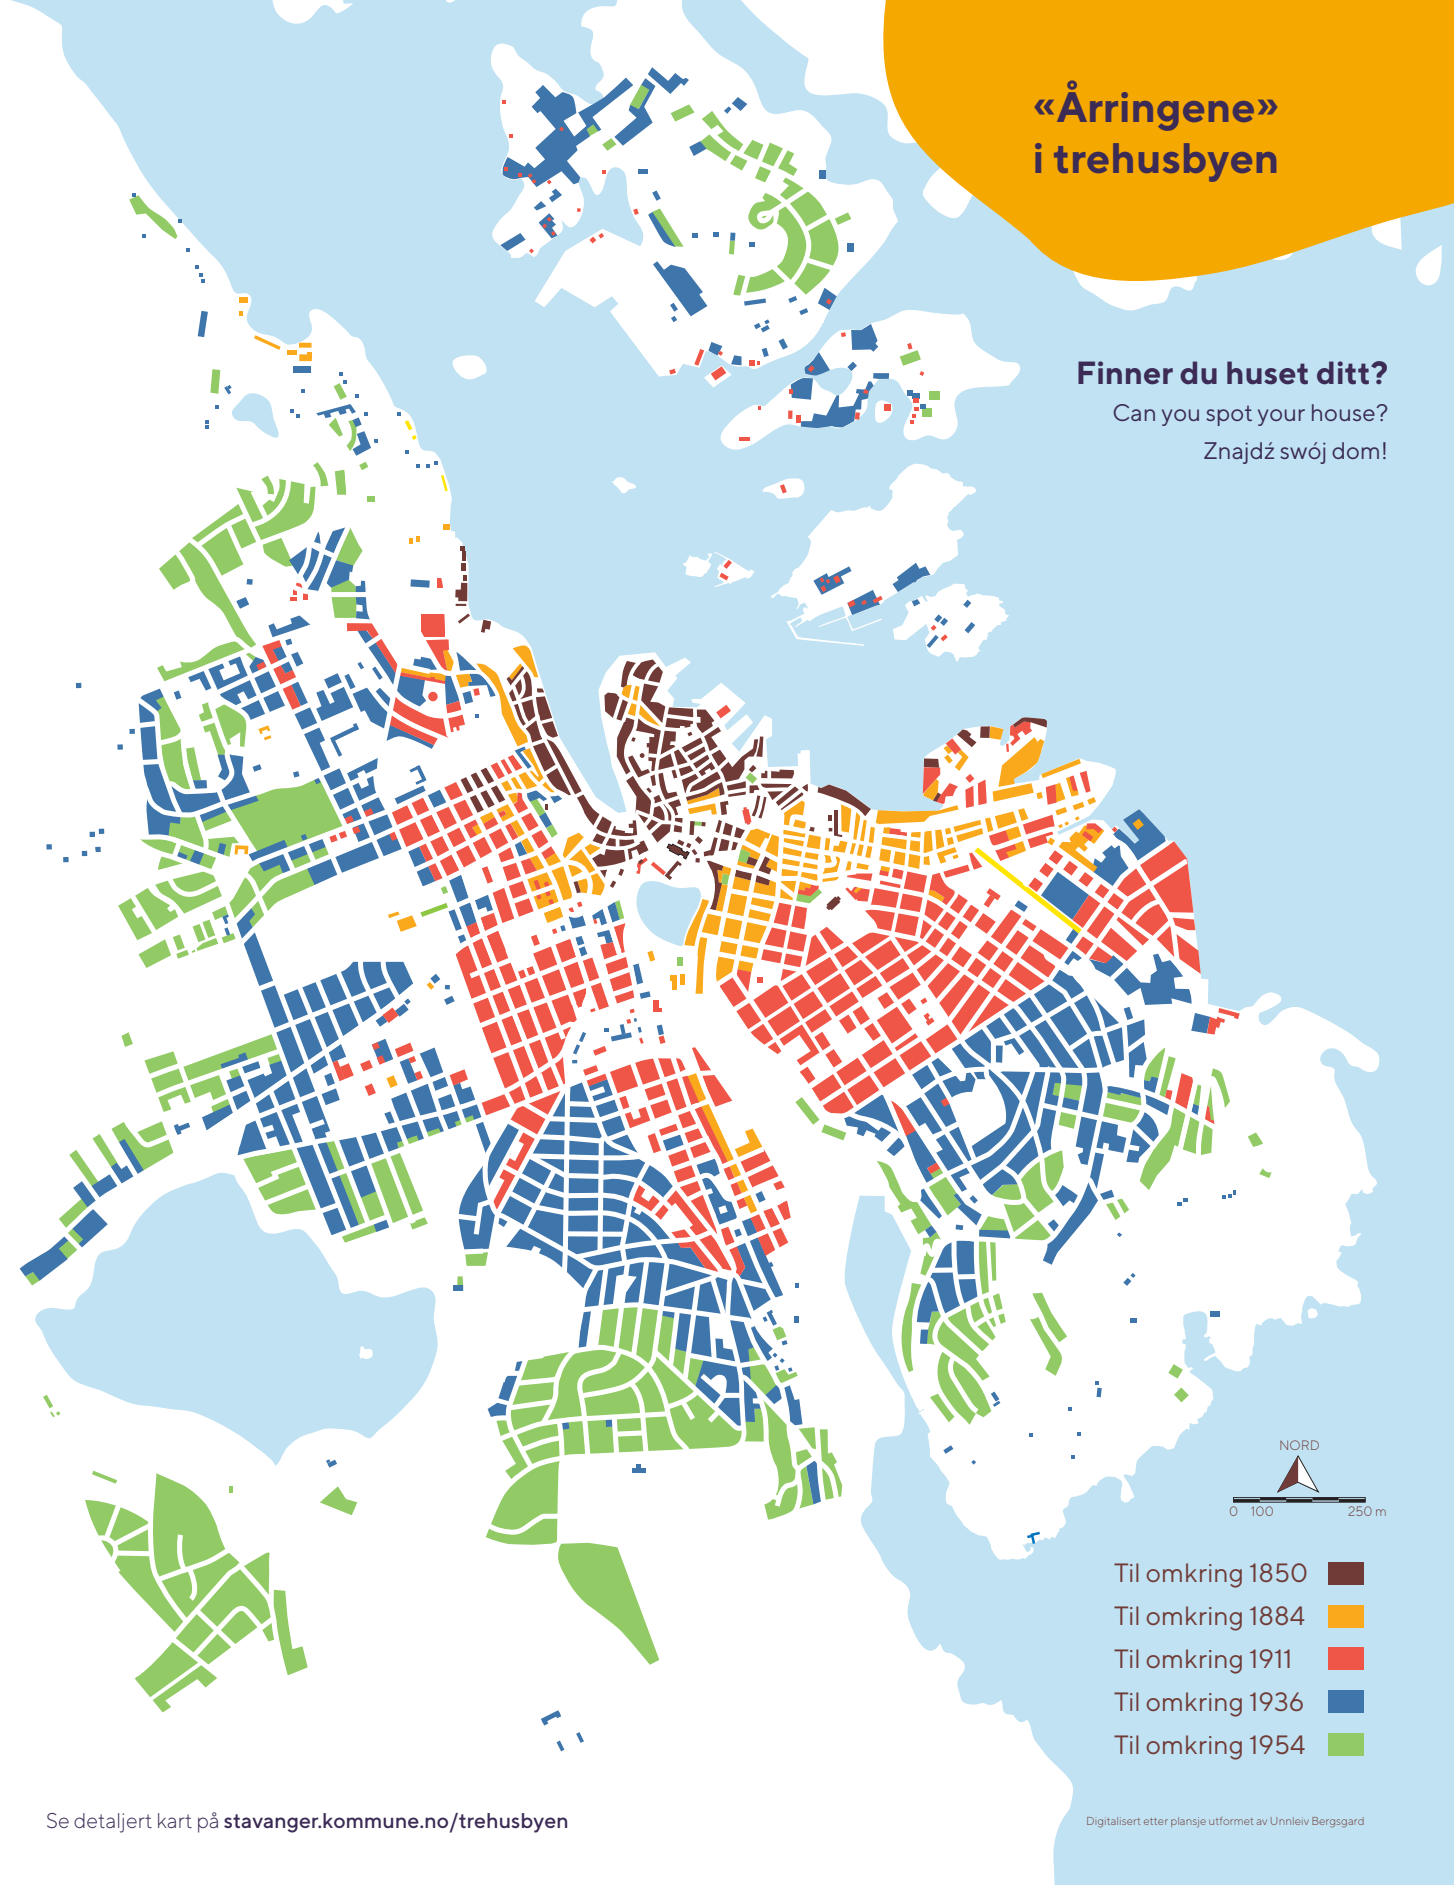 «Årringene»
i trehusbyen
Finner du huset ditt?
Can you spot your house?
Znajdź swój dom!
NORD
0 100 250 m
Til omkring 1850
Til omkring 1884
Til omkring 1911
Til omkring 1936
Til omkring 1954
Se detaljert kart på stavanger.kommune.no/trehusbyen
Digitalisert etter plansje utformet av Unnleiv Bergsgard